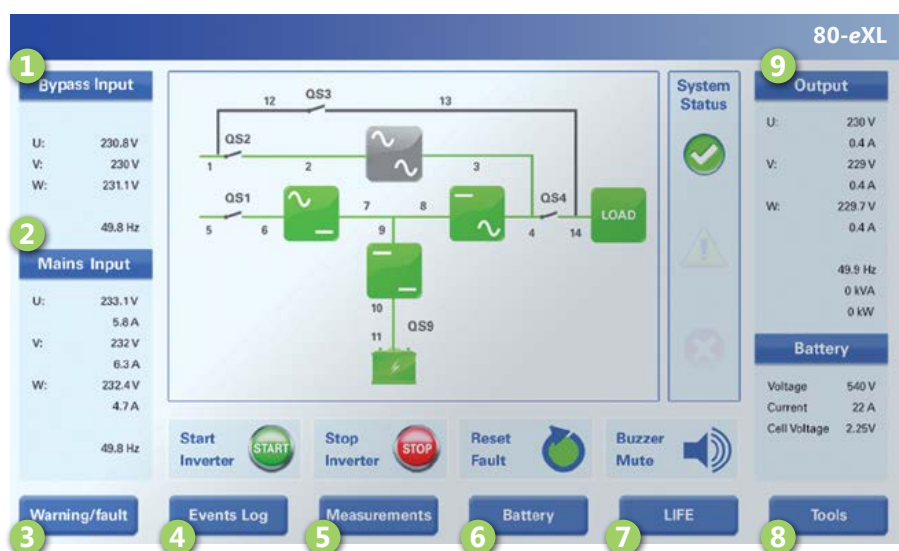 80-eXL
1
Bypass Input
U: 230.8V
V: 230 V
W: 231.1V
49.8 Hz
2
Mains Input
U: 233.1V
5.8 A
V: 232 V
6.3 A
W: 232.4 V
4.7 A
49.8 Hz
12 QS3 13
QS2
1 2 3
QS1 7 8 QS4 LOAD
5 6 9 4 14
10
11 QS9
System
Status
9
Output
U: 230 V
0.4 A
V: 229 V
0.4 A
W: 229.7 V
0.4 A
49.9 Hz
0 kVA
0 kW
Battery
Voltage 540 V
Current 22 A
Cell Voltage 2.25V
Start
Inverter
START
Stop
Inverter
STOP
Reset
Fault
Buzzer
Mute
Warning/fault
3
Events Log
4
Measurements
5
Battery
6
LIFE
7
Tools
8